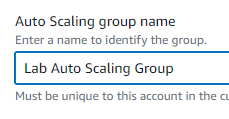 Auto Scaling group name
Enter a name to identify the group.
Lab Auto Scaling Group
Must be unique to this account in the cu